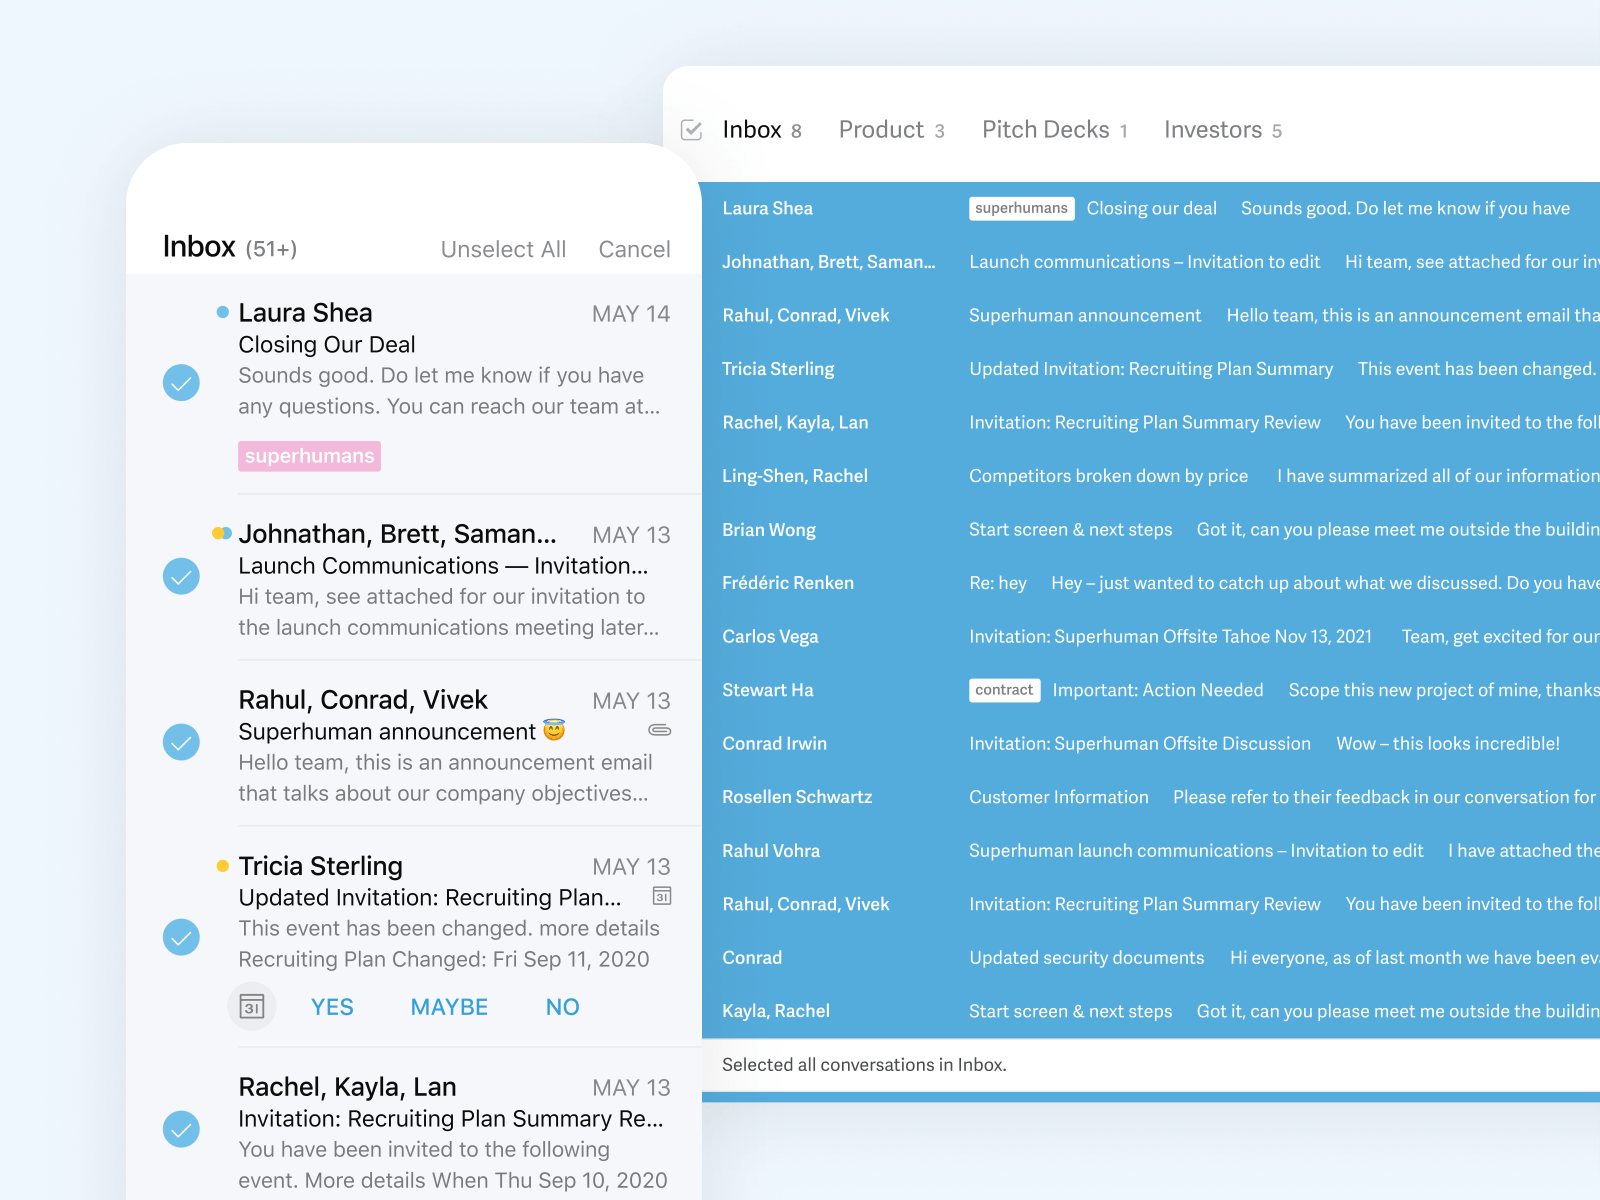 Inbox (51+) Unselect All Cancel
Laura Shea MAY 14
Closing Our Deal
Sounds good. Do let me know if you have
any questions. You can reach our team at...
superhumans
Johnathan, Brett, Saman... MAY 13
Launch Communications — Invitation...
Hi team, see attached for our invitation to
the launch communications meeting later...
Rahul, Conrad, Vivek MAY 13
Superhuman announcement 😇
Hello team, this is an announcement email
that talks about our company objectives...
Tricia Sterling MAY 13
Updated Invitation: Recruiting Plan... 31
This event has been changed. more details
Recruiting Plan Changed: Fri Sep 11, 2020
31 YES MAYBE NO
Rachel, Kayla, Lan MAY 13
Invitation: Recruiting Plan Summary Re...
You have been invited to the following
event. More details When Thu Sep 10, 2020
Inbox 8 Product 3 Pitch Decks 1 Investors 5
Laura Shea superhumans Closing our deal Sounds good. Do let me know if you have
Johnathan, Brett, Saman... Launch communications – Invitation to edit Hi team, see attached for our inv
Rahul, Conrad, Vivek Superhuman announcement Hello team, this is an announcement email tha
Tricia Sterling Updated Invitation: Recruiting Plan Summary This event has been changed.
Rachel, Kayla, Lan Invitation: Recruiting Plan Summary Review You have been invited to the foll
Ling-Shen, Rachel Competitors broken down by price I have summarized all of our information
Brian Wong Start screen & next steps Got it, can you please meet me outside the buildin
Frédéric Renken Re: hey Hey – just wanted to catch up about what we discussed. Do you have
Carlos Vega Invitation: Superhuman Offsite Tahoe Nov 13, 2021 Team, get excited for our
Stewart Ha contract Important: Action Needed Scope this new project of mine, thanks
Conrad Irwin Invitation: Superhuman Offsite Discussion Wow – this looks incredible!
Rosellen Schwartz Customer Information Please refer to their feedback in our conversation for
Rahul Vohra Superhuman launch communications – Invitation to edit I have attached the
Rahul, Conrad, Vivek Invitation: Recruiting Plan Summary Review You have been invited to the foll
Conrad Updated security documents Hi everyone, as of last month we have been ev
Kayla, Rachel Start screen & next steps Got it, can you please meet me outside the buildin
Selected all conversations in Inbox.